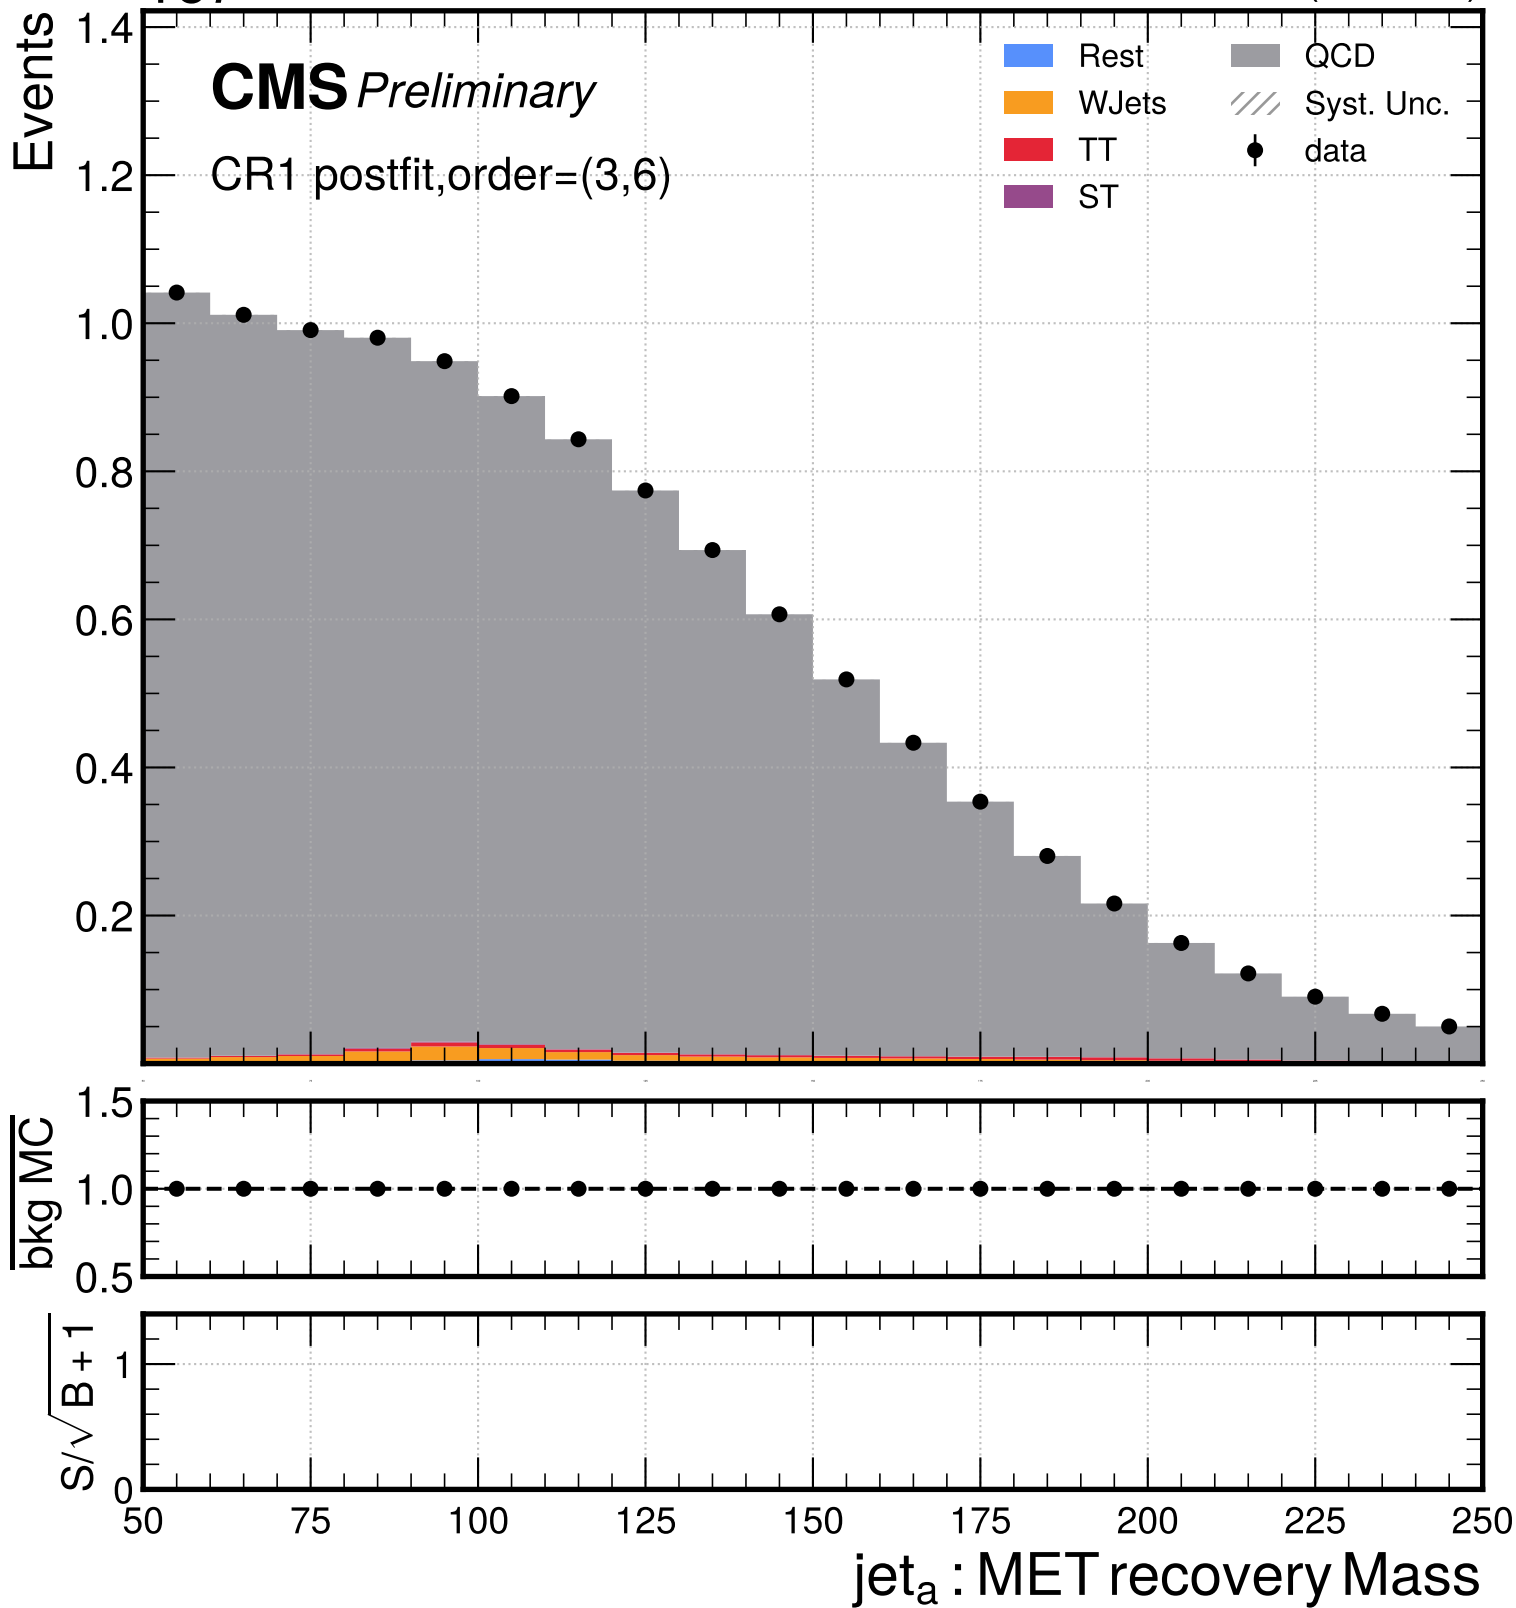 Events
1.4
1.2
1.0
0.8
0.6
0.4
0.2
CMS Preliminary
CR1 postfit,order=(3,6)
Rest
WJets
TT
ST
QCD
Syst. Unc.
data
bkg MC
1.5
1.0
0.5
S/√B + 1
1
0
50 75 100 125 150 175 200 225 250
jetₐ : MET recovery Mass